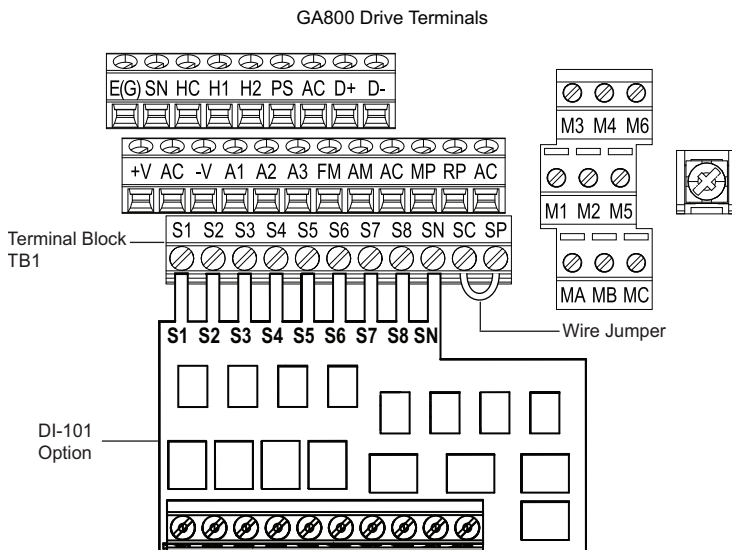 GA800 Drive Terminals
E(G) SN HC H1 H2 PS AC D+ D-
M3 M4 M6
+V AC -V A1 A2 A3 FM AM AC MP RP AC
M1 M2 M5
S1 S2 S3 S4 S5 S6 S7 S8 SN SC SP
Terminal Block
TB1
MA MB MC
S1 S2 S3 S4 S5 S6 S7 S8 SN
Wire Jumper
DI-101
Option